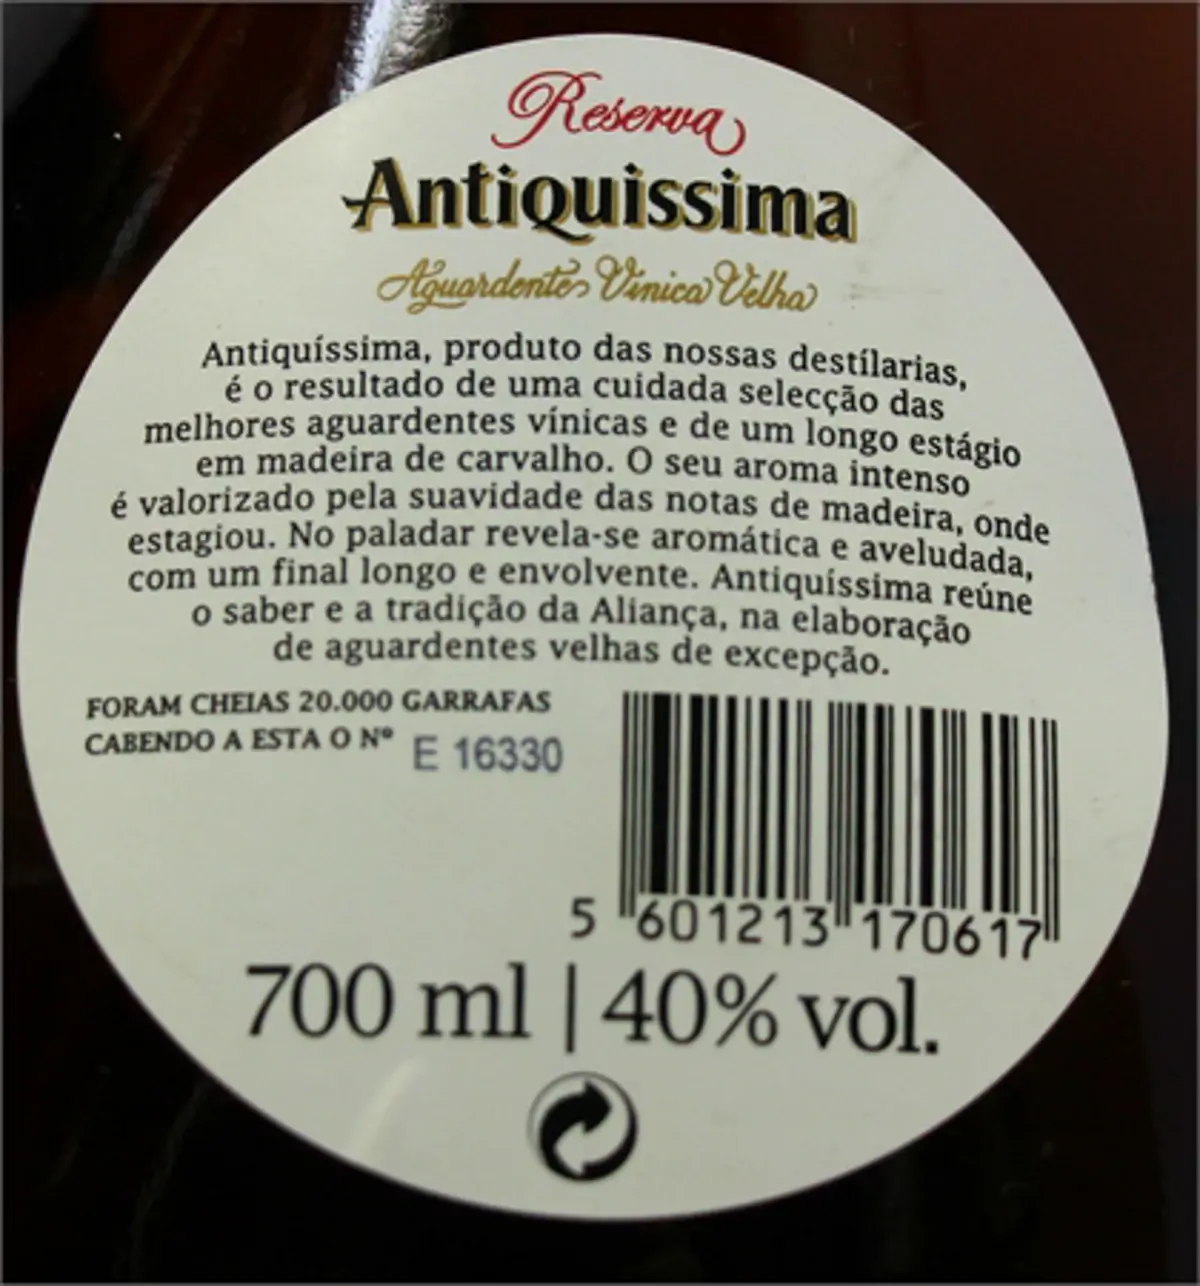 Reserva
Antiquissima
Aguardente Vínica Velha
Antiquíssima, produto das nossas destílarias,
é o resultado de uma cuidada selecção das
melhores aguardentes vínicas e de um longo estágio
em madeira de carvalho. O seu aroma intenso
é valorizado pela suavidade das notas de madeira, onde
estagiou. No paladar revela-se aromática e aveludada,
com um final longo e envolvente. Antiquíssima reúne
o saber e a tradição da Aliança, na elaboração
de aguardentes velhas de excepção.
FORAM CHEIAS 20.000 GARRAFAS
CABENDO A ESTA O Nº E 16330
5 601213 170617
700 ml | 40% vol.